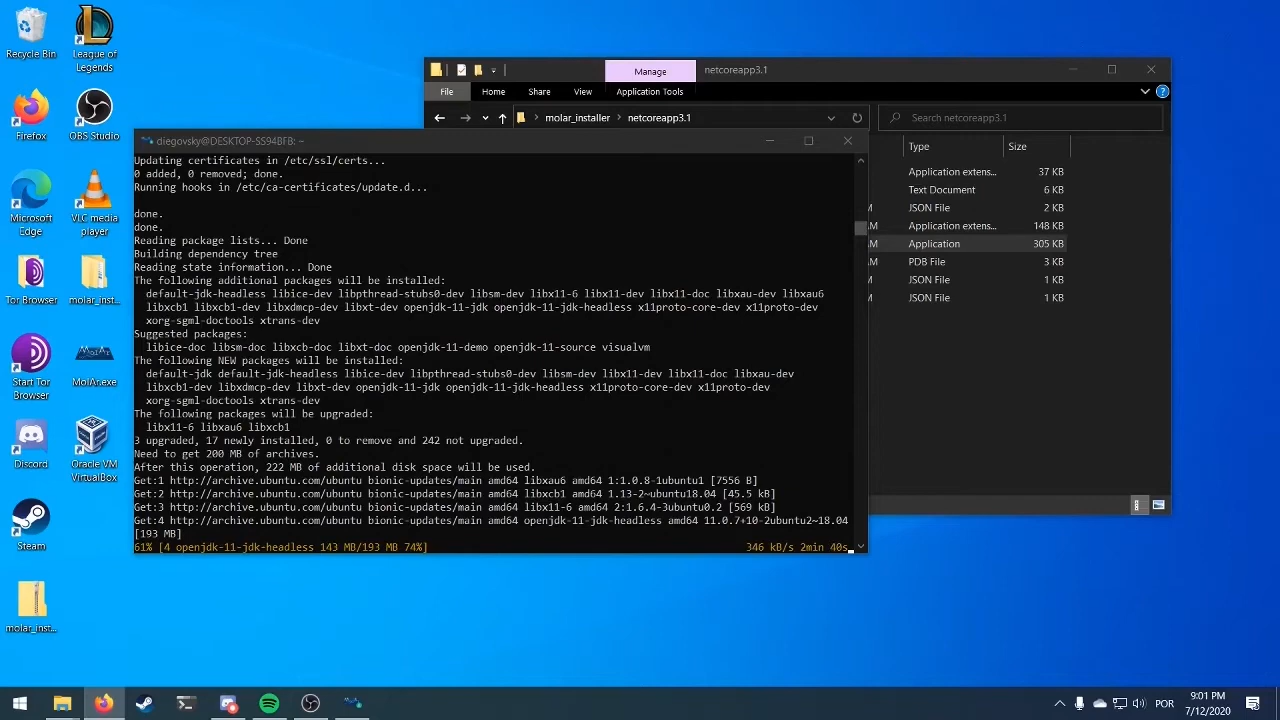 Recycle Bin
League of
Legends
Firefox
OBS Studio
Microsoft
Edge
VLC media
player
Tor Browser
molar_inst...
Start Tor
Browser
MolAr.exe
Discord
Oracle VM
VirtualBox
Steam
molar_inst...
Manage
netcoreapp3.1
File
Home
Share
View
Application Tools
molar_installer
netcoreapp3.1
Search netcoreapp3.1
Type
Size
Application extens...
37 KB
Text Document
6 KB
JSON File
2 KB
M
Application extens...
148 KB
M
Application
305 KB
PDB File
3 KB
JSON File
1 KB
JSON File
1 KB
diegovsky@DESKTOP-SS94BFB: ~
Updating certificates in /etc/ssl/certs...
0 added, 0 removed; done.
Running hooks in /etc/ca-certificates/update.d...
done.
done.
Reading package lists... Done
Building dependency tree
Reading state information... Done
The following additional packages will be installed:
default-jdk-headless libice-dev libpthread-stubs0-dev libsm-dev libx11-6 libx11-dev libx11-doc libxau-dev libxau6
libxcb1 libxcb1-dev libxdmcp-dev libxt-dev openjdk-11-jdk openjdk-11-jdk-headless x11proto-core-dev x11proto-dev
xorg-sgml-doctools xtrans-dev
Suggested packages:
libice-doc libsm-doc libxcb-doc libxt-doc openjdk-11-demo openjdk-11-source visualvm
The following NEW packages will be installed:
default-jdk default-jdk-headless libice-dev libpthread-stubs0-dev libsm-dev libx11-dev libx11-doc libxau-dev
libxcb1-dev libxdmcp-dev libxt-dev openjdk-11-jdk openjdk-11-jdk-headless x11proto-core-dev x11proto-dev
xorg-sgml-doctools xtrans-dev
The following packages will be upgraded:
libx11-6 libxau6 libxcb1
3 upgraded, 17 newly installed, 0 to remove and 242 not upgraded.
Need to get 200 MB of archives.
After this operation, 222 MB of additional disk space will be used.
Get:1 http://archive.ubuntu.com/ubuntu bionic-updates/main amd64 libxau6 amd64 1:1.0.8-1ubuntu1 [7556 B]
Get:2 http://archive.ubuntu.com/ubuntu bionic-updates/main amd64 libxcb1 amd64 1.13-2~ubuntu18.04 [45.5 kB]
Get:3 http://archive.ubuntu.com/ubuntu bionic-updates/main amd64 libx11-6 amd64 2:1.6.4-3ubuntu0.2 [569 kB]
Get:4 http://archive.ubuntu.com/ubuntu bionic-updates/main amd64 openjdk-11-jdk-headless amd64 11.0.7+10-2ubuntu2~18.04
[193 MB]
61% [4 openjdk-11-jdk-headless 143 MB/193 MB 74%]
346 kB/s 2min 40s
POR
9:01 PM
7/12/2020